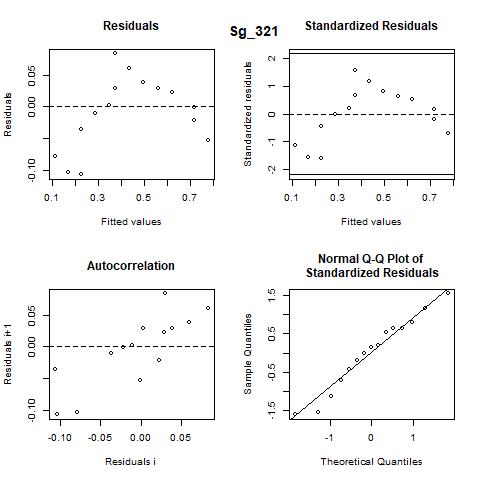 Sg_321
Residuals
Residuals
0.05
0.00
-0.10
0.1 0.3 0.5 0.7
Fitted values
Standardized Residuals
Standardized residuals
2
1
0
-1
-2
0.1 0.3 0.5 0.7
Fitted values
Autocorrelation
Residuals i+1
0.05
0.00
-0.10
-0.10 -0.05 0.00 0.05
Residuals i
Normal Q-Q Plot of
Standardized Residuals
Sample Quantiles
1.5
0.5
-0.5
-1.5
-1 0 1
Theoretical Quantiles